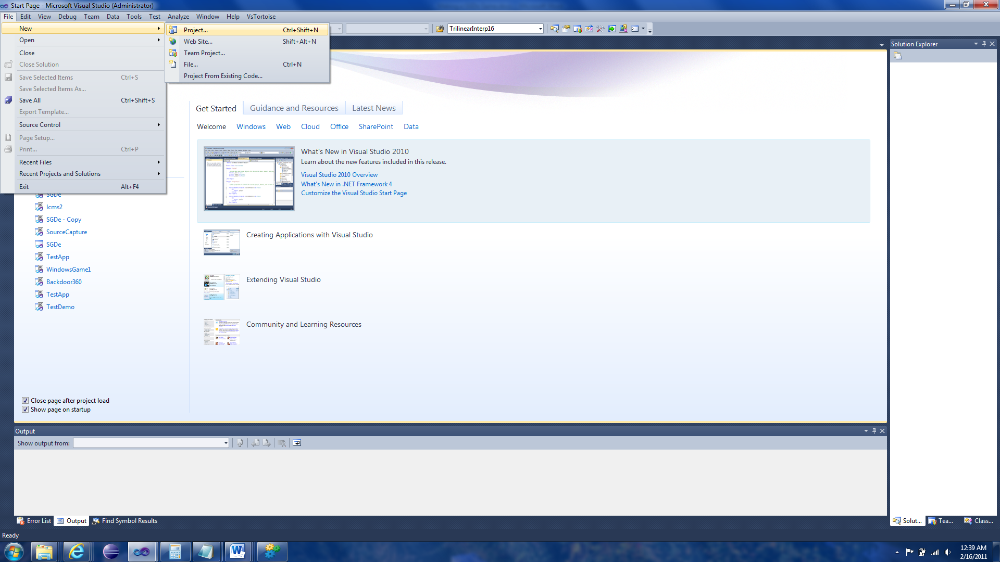 Start Page - Microsoft Visual Studio (Administrator)
File Edit View Debug Team Data Tools Test Analyze Window Help VsTortoise
New
Open
Close
Close Solution
Save Selected Items Ctrl+S
Save Selected Items As...
Save All Ctrl+Shift+S
Export Template...
Source Control
Page Setup...
Print... Ctrl+P
Recent Files
Recent Projects and Solutions
Exit Alt+F4
Project... Ctrl+Shift+N
Web Site... Shift+Alt+N
Team Project...
File... Ctrl+N
Project From Existing Code...
TrilinearInterp16
SGDe
Icms2
SGDe - Copy
SourceCapture
SGDe
TestApp
WindowsGame1
Backdoor360
TestApp
TestDemo
Close page after project load
Show page on startup
Get Started Guidance and Resources Latest News
Welcome Windows Web Cloud Office SharePoint Data
What's New in Visual Studio 2010
Learn about the new features included in this release.
Visual Studio 2010 Overview
What's New in .NET Framework 4
Customize the Visual Studio Start Page
Creating Applications with Visual Studio
Extending Visual Studio
Community and Learning Resources
Solution Explorer
Output
Show output from:
Error List Output Find Symbol Results
Solut... Tea... Class...
Ready
12:39 AM
2/16/2011